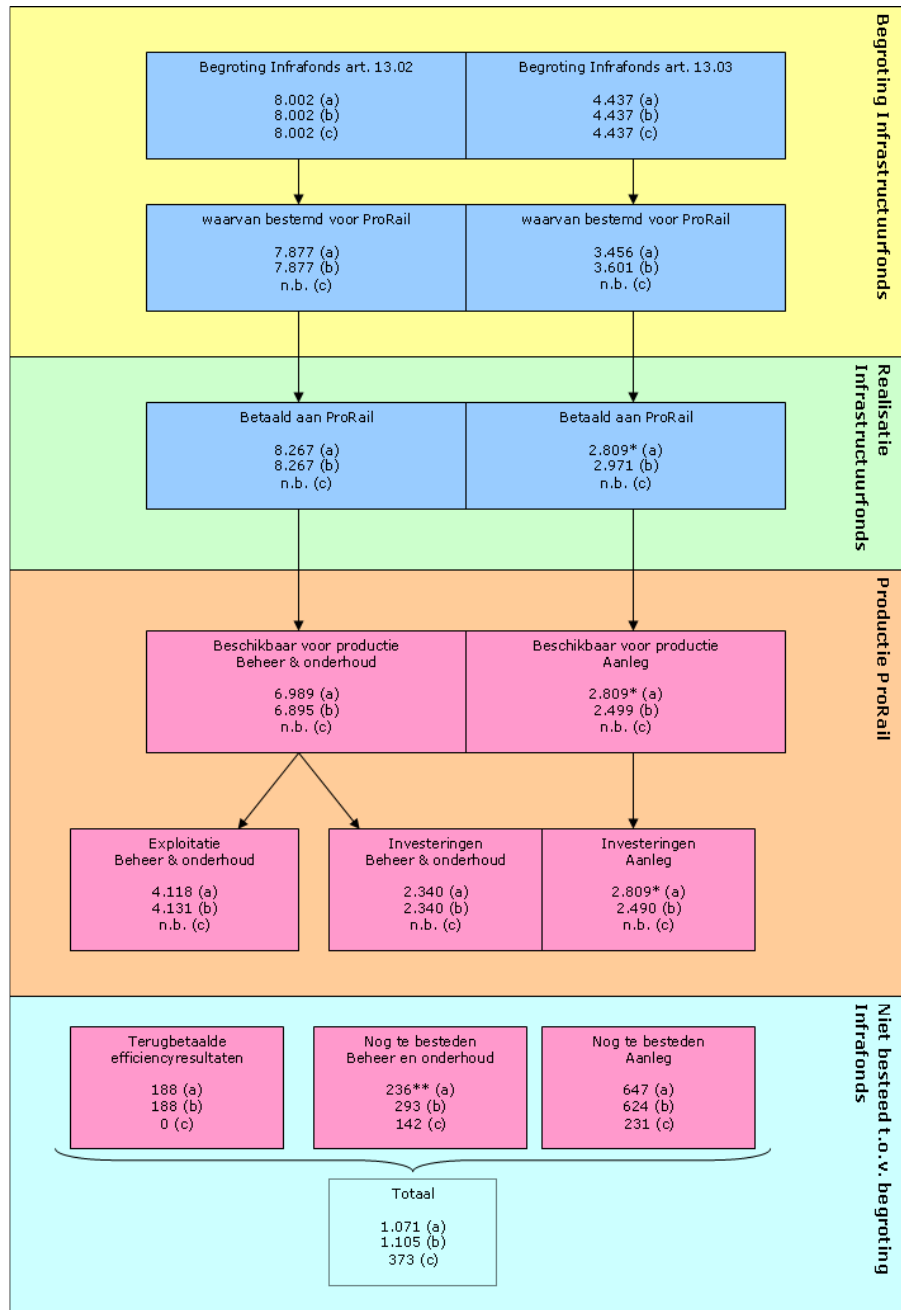 Begroting Infrastructuurfonds
Begroting Infrafonds art. 13.02
8.002 (a)
8.002 (b)
8.002 (c)
Begroting Infrafonds art. 13.03
4.437 (a)
4.437 (b)
4.437 (c)
waarvan bestemd voor ProRail
7.877 (a)
7.877 (b)
n.b. (c)
waarvan bestemd voor ProRail
3.456 (a)
3.601 (b)
n.b. (c)
Realisatie
Infrastructuurfonds
Betaald aan ProRail
8.267 (a)
8.267 (b)
n.b. (c)
Betaald aan ProRail
2.809* (a)
2.971 (b)
n.b. (c)
Productie ProRail
Beschikbaar voor productie
Beheer & onderhoud
6.989 (a)
6.895 (b)
n.b. (c)
Beschikbaar voor productie
Aanleg
2.809* (a)
2.499 (b)
n.b. (c)
Exploitatie
Beheer & onderhoud
4.118 (a)
4.131 (b)
n.b. (c)
Investeringen
Beheer & onderhoud
2.340 (a)
2.340 (b)
n.b. (c)
Investeringen
Aanleg
2.809* (a)
2.490 (b)
n.b. (c)
Niet besteed t.o.v. begroting
Infrafonds
Terugbetaalde
efficiencyresultaten
188 (a)
188 (b)
0 (c)
Nog te besteden
Beheer en onderhoud
236** (a)
293 (b)
142 (c)
Nog te besteden
Aanleg
647 (a)
624 (b)
231 (c)
Totaal
1.071 (a)
1.105 (b)
373 (c)